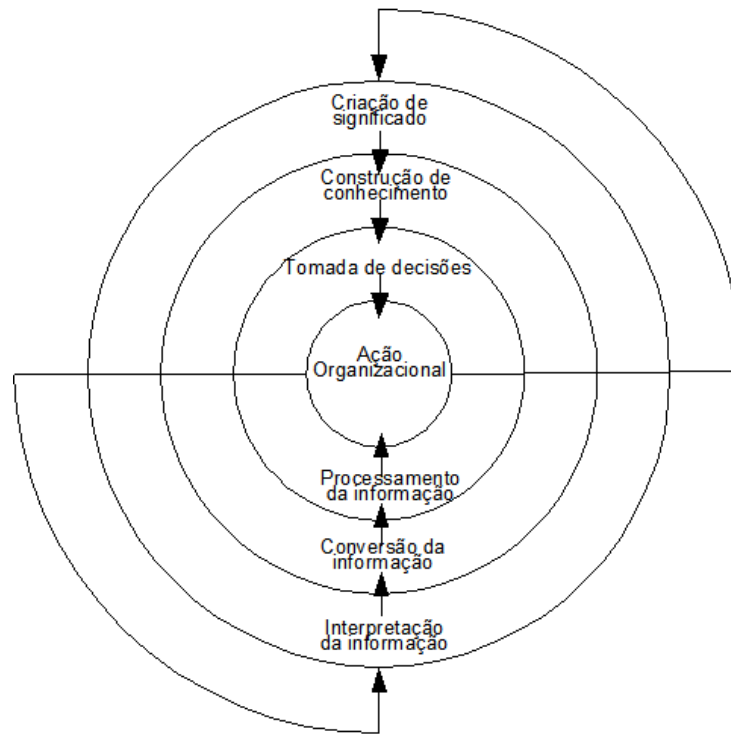 Criação de
significado
Construção de
conhecimento
Tomada de decisões
Ação
Organizacional
Processamento
da informação
Conversão da
informação
Interpretação
da informação